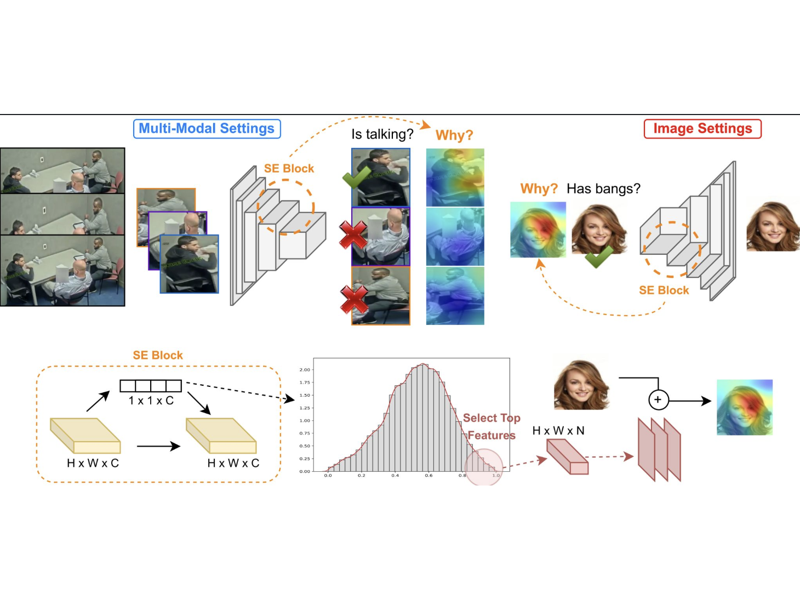 Multi-Modal Settings
Is talking?
Why?
Image Settings
SE Block
Why?
Has bangs?
SE Block
SE Block
1 x 1 x C
H x W x C
H x W x C
2.00
1.75
1.50
1.25
1.00
0.75
0.50
0.25
0.00
0.0
0.2
0.4
0.6
0.8
1.0
Select Top
Features
H x W x N
+